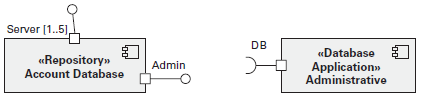 Server [1..5]
«Repository»
Account Database
Admin
DB
«Database
Application»
Administrative